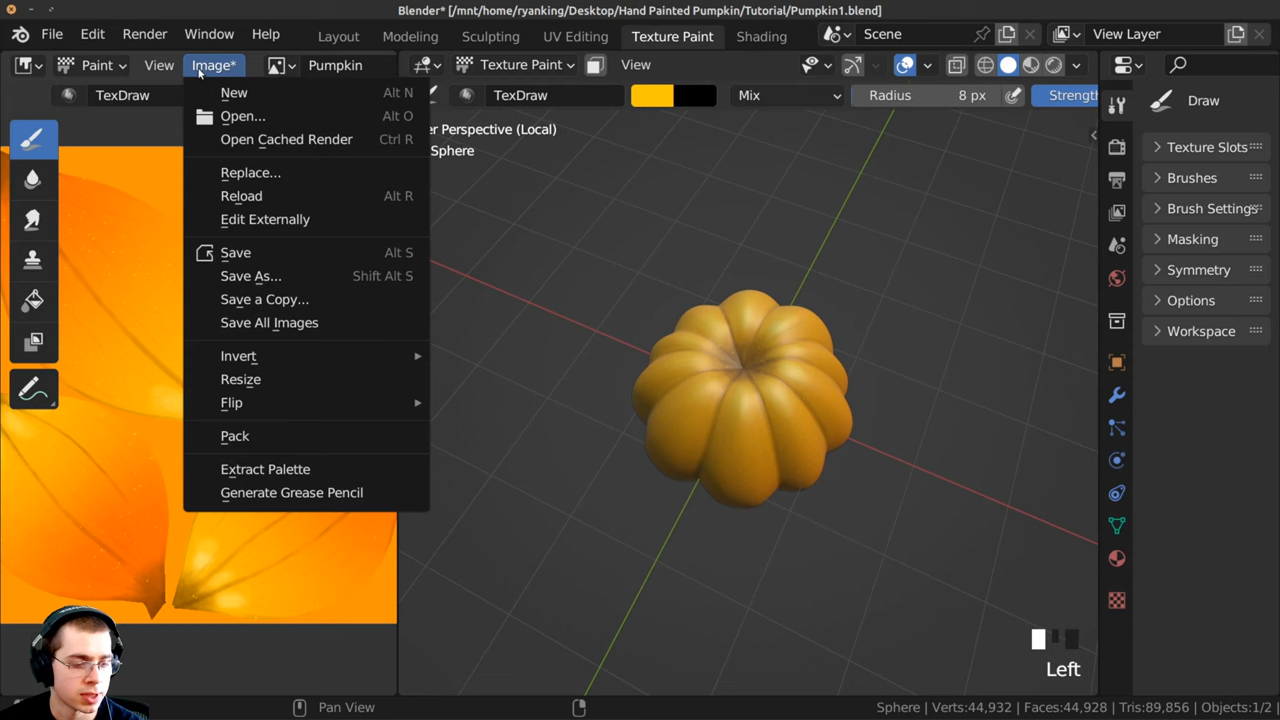 Blender* [/mnt/home/ryanking/Desktop/Hand Painted Pumpkin/Tutorial/Pumpkin1.blend]
File Edit Render Window Help Layout Modeling Sculpting UV Editing Texture Paint Shading Scene View Layer
Paint View Image* Pumpkin Texture Paint View
TexDraw TexDraw Mix Radius 8 px Strength Draw
New Alt N
Open... Alt O
Open Cached Render Ctrl R
Replace...
Reload Alt R
Edit Externally
Save Alt S
Save As... Shift Alt S
Save a Copy...
Save All Images
Invert
Resize
Flip
Pack
Extract Palette
Generate Grease Pencil
er Perspective (Local)
Sphere
Texture Slots
Brushes
Brush Settings
Masking
Symmetry
Options
Workspace
Left
Pan View
Sphere | Verts:44,932 | Faces:44,928 | Tris:89,856 | Objects:1/2